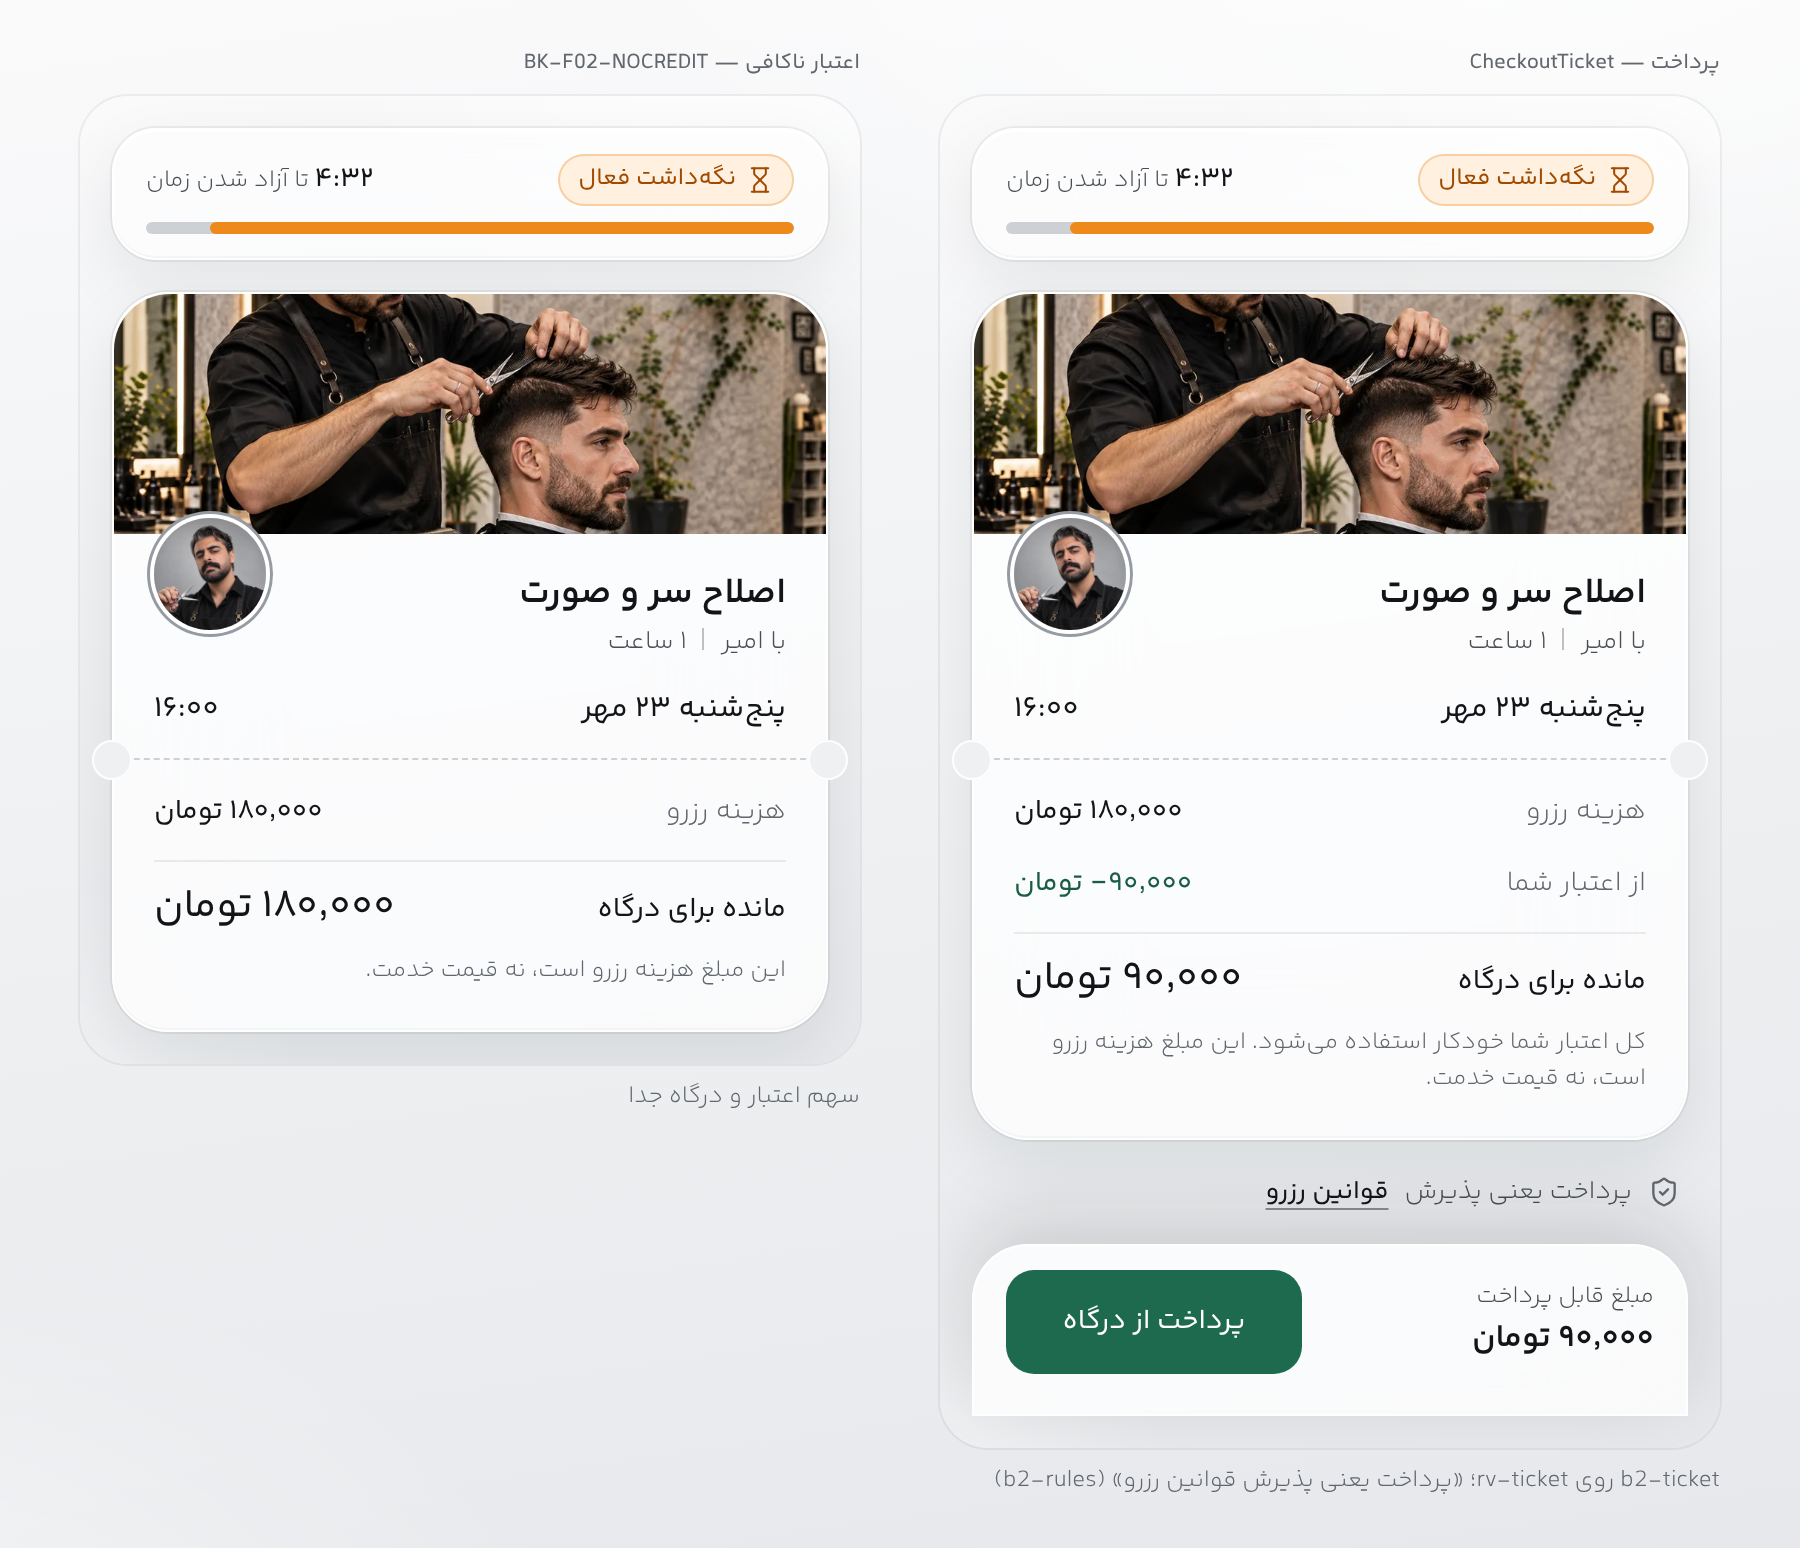 پرداخت — CheckoutTicket
نگه‌داشت فعال
۴:۳۲ تا آزاد شدن زمان
اصلاح سر و صورت
با امیر | ۱ ساعت
پنج‌شنبه ۲۳ مهر
۱۶:۰۰
هزینه رزرو
۱۸۰,۰۰۰ تومان
از اعتبار شما
−۹۰,۰۰۰ تومان
مانده برای درگاه
۹۰,۰۰۰ تومان
کل اعتبار شما خودکار استفاده می‌شود. این مبلغ هزینه رزرو
است، نه قیمت خدمت.
پرداخت یعنی پذیرش قوانین رزرو
مبلغ قابل پرداخت
۹۰,۰۰۰ تومان
پرداخت از درگاه
b2-ticket روی rv-ticket؛ «پرداخت یعنی پذیرش قوانین رزرو» (b2-rules)
اعتبار ناکافی — BK-F02-NOCREDIT
نگه‌داشت فعال
۴:۳۲ تا آزاد شدن زمان
اصلاح سر و صورت
با امیر | ۱ ساعت
پنج‌شنبه ۲۳ مهر
۱۶:۰۰
هزینه رزرو
۱۸۰,۰۰۰ تومان
مانده برای درگاه
۱۸۰,۰۰۰ تومان
این مبلغ هزینه رزرو است، نه قیمت خدمت.
سهم اعتبار و درگاه جدا